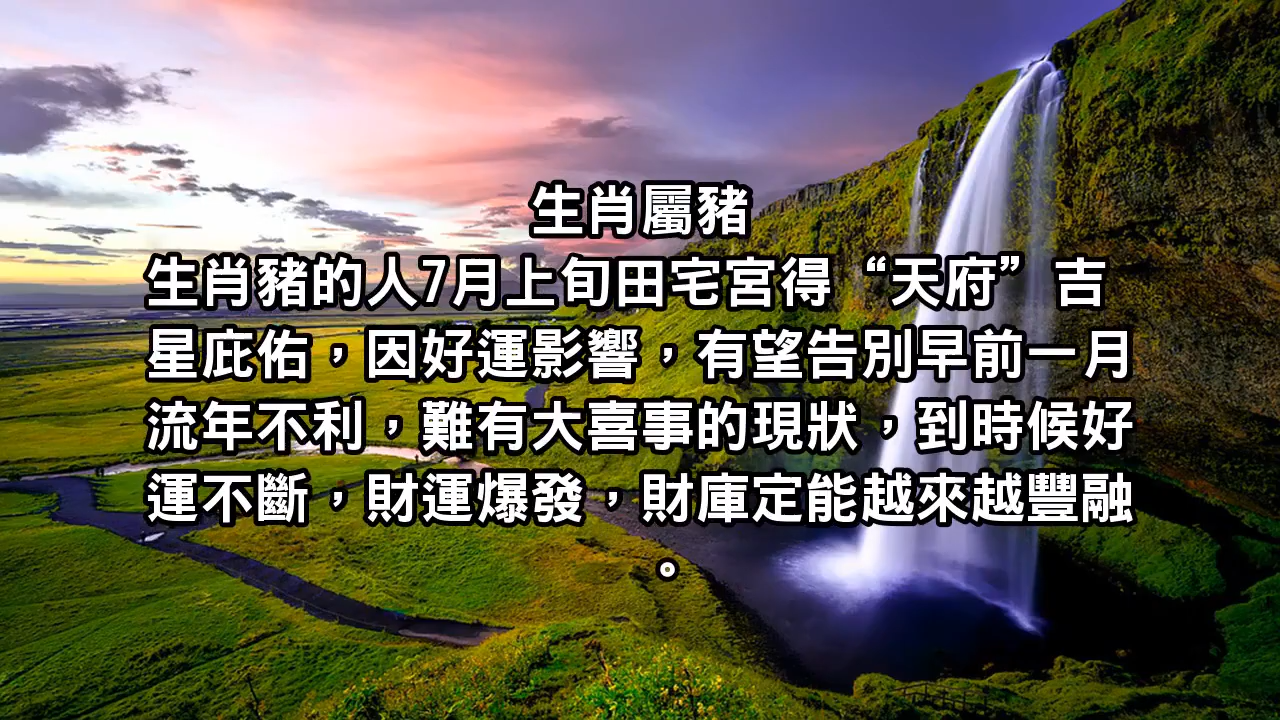 生肖屬豬
生肖豬的人7月上旬田宅宮得“天府”吉
星庇佑，因好運影響，有望告別早前一月
流年不利，難有大喜事的現狀，到時候好
運不斷，財運爆發，財庫定能越來越豐融
。